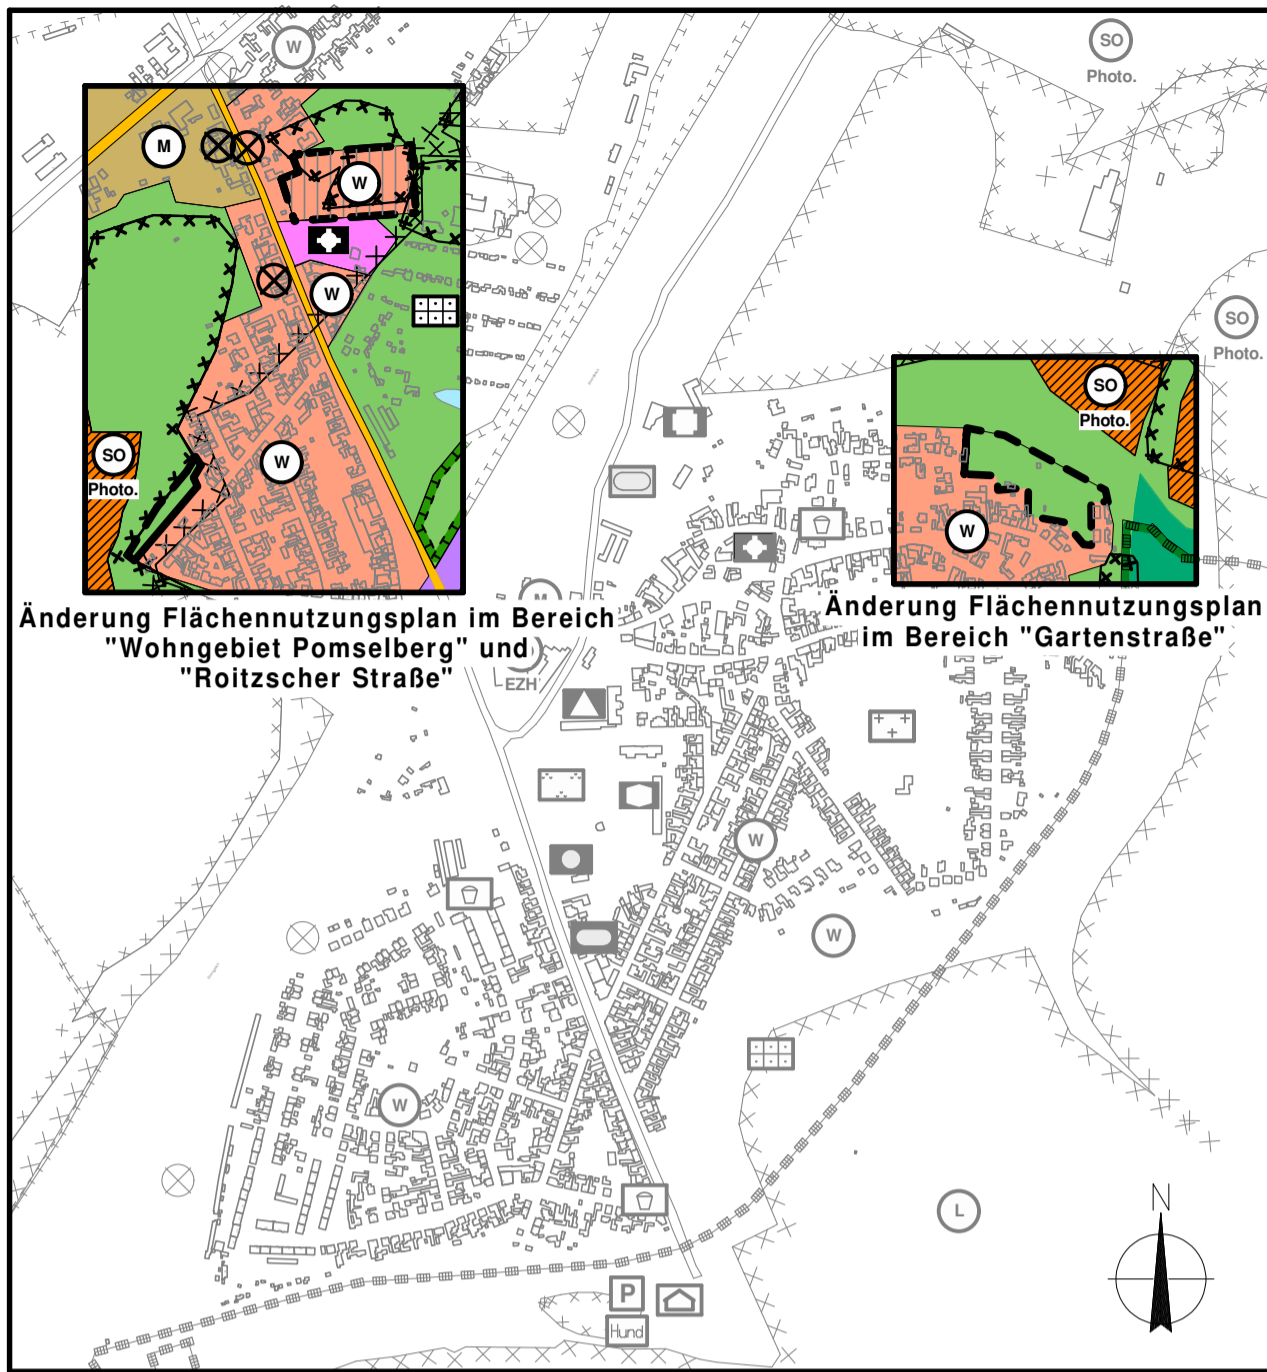 W
SO
Photo.
M
W
W
W
SO
Photo.
SO
Photo.
SO
Photo.
W
Änderung Flächennutzungsplan im Bereich
"Wohngebiet Pomselberg" und
"Roitzscher Straße"
Änderung Flächennutzungsplan
im Bereich "Gartenstraße"
M
EZH
W
W
W
L
N
P
Hund